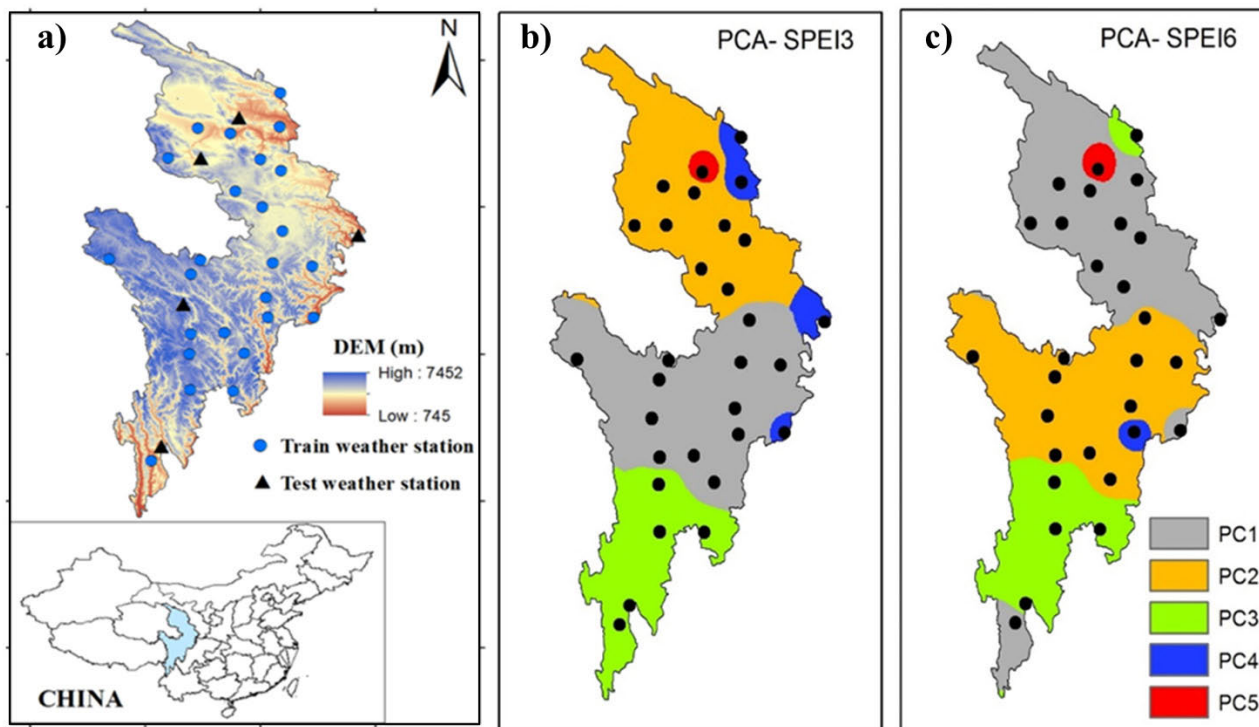 a)
N
DEM (m)
High : 7452
Low : 745
Train weather station
Test weather station
CHINA
b)
PCA- SPEI3
c)
PCA- SPEI6
PC1
PC2
PC3
PC4
PC5